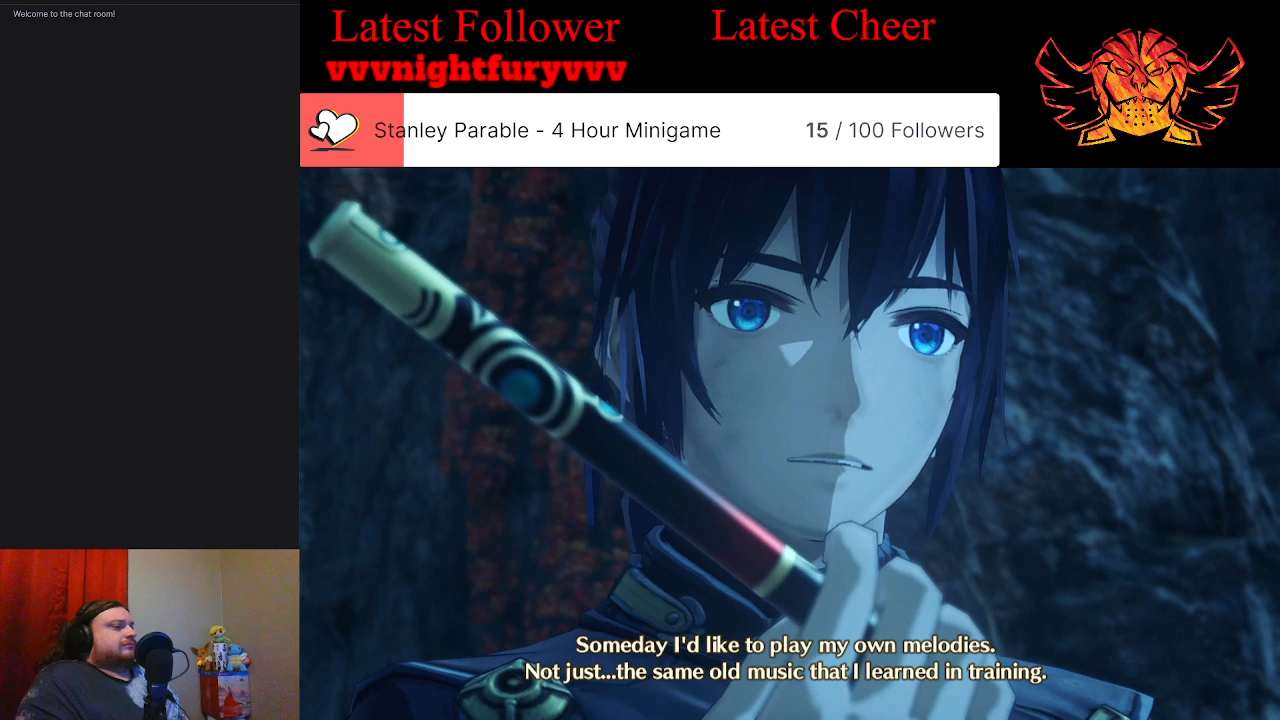 Welcome to the chat room!
Latest Follower
vvvnightfuryvvv
Latest Cheer
Stanley Parable - 4 Hour Minigame
15 / 100 Followers
Someday I'd like to play my own melodies.
Not just...the same old music that I learned in training.